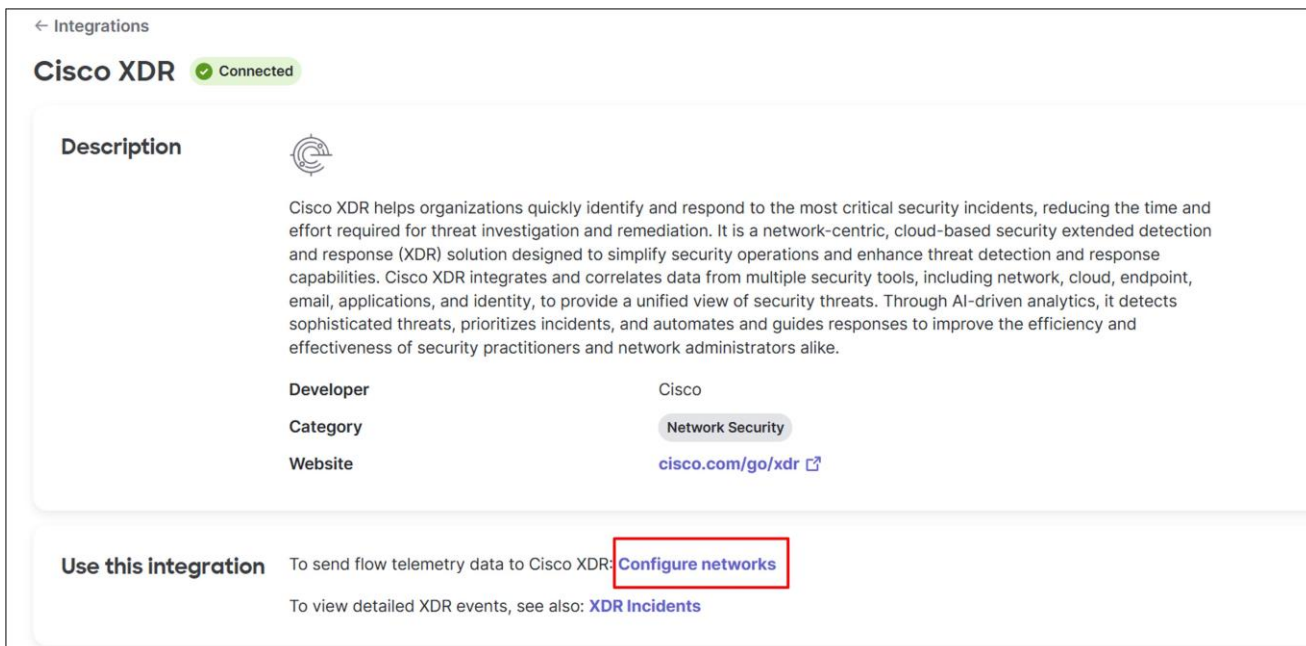 ← Integrations
Cisco XDR Connected
Description
Cisco XDR helps organizations quickly identify and respond to the most critical security incidents, reducing the time and
effort required for threat investigation and remediation. It is a network-centric, cloud-based security extended detection
and response (XDR) solution designed to simplify security operations and enhance threat detection and response
capabilities. Cisco XDR integrates and correlates data from multiple security tools, including network, cloud, endpoint,
email, applications, and identity, to provide a unified view of security threats. Through AI-driven analytics, it detects
sophisticated threats, prioritizes incidents, and automates and guides responses to improve the efficiency and
effectiveness of security practitioners and network administrators alike.
Developer Cisco
Category Network Security
Website cisco.com/go/xdr
Use this integration To send flow telemetry data to Cisco XDR: Configure networks
To view detailed XDR events, see also: XDR Incidents